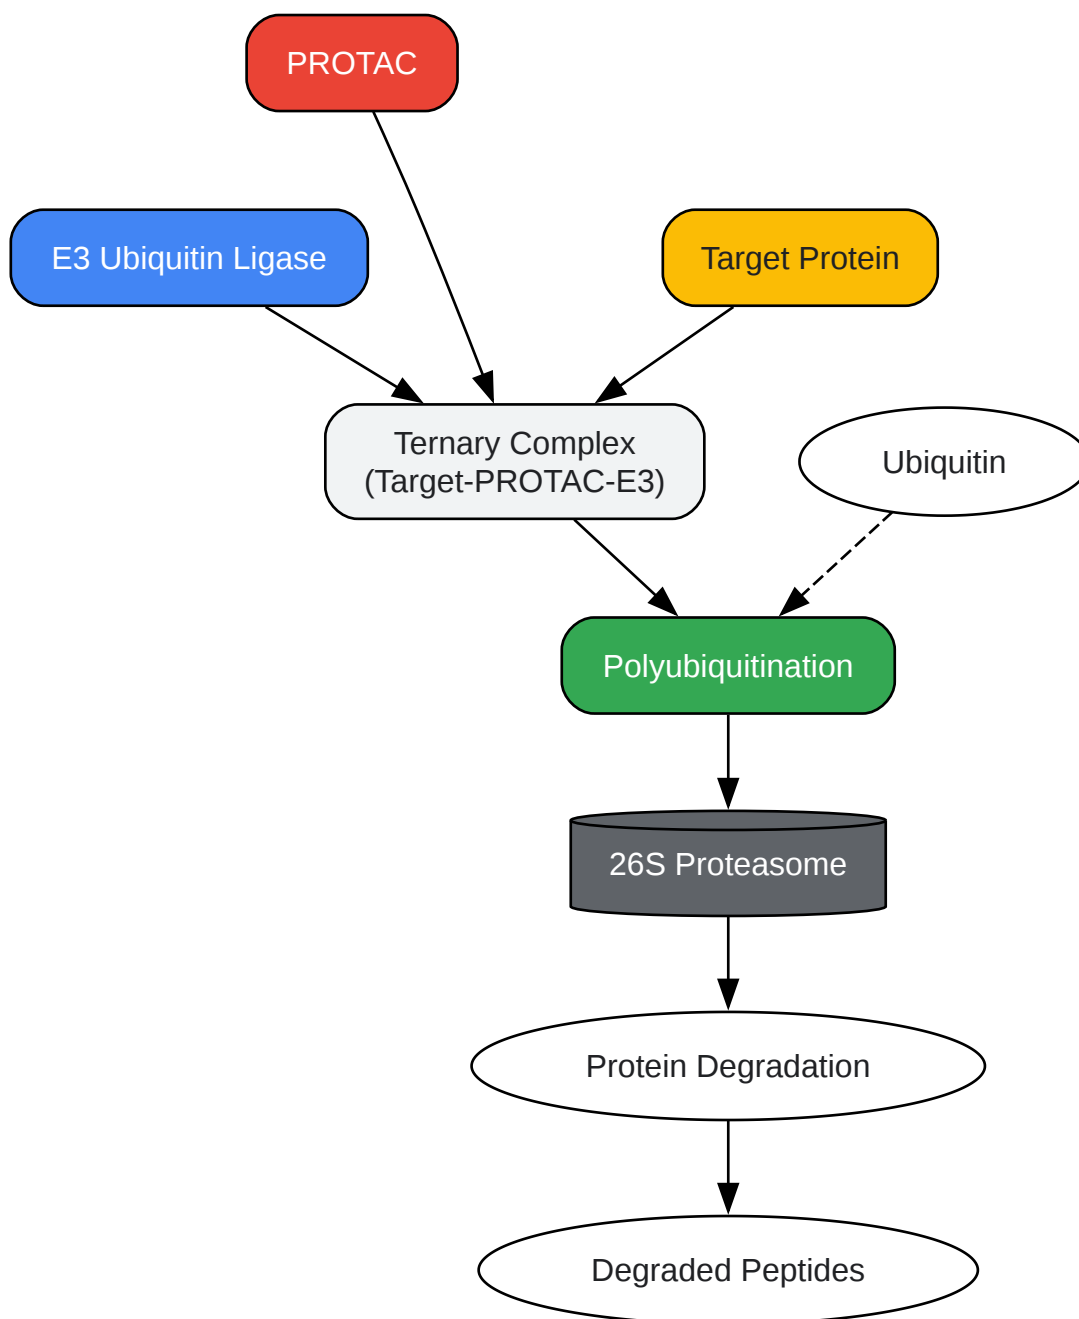 PROTAC
E3 Ubiquitin Ligase
Target Protein
Ternary Complex
(Target-PROTAC-E3)
Ubiquitin
Polyubiquitination
26S Proteasome
Protein Degradation
Degraded Peptides